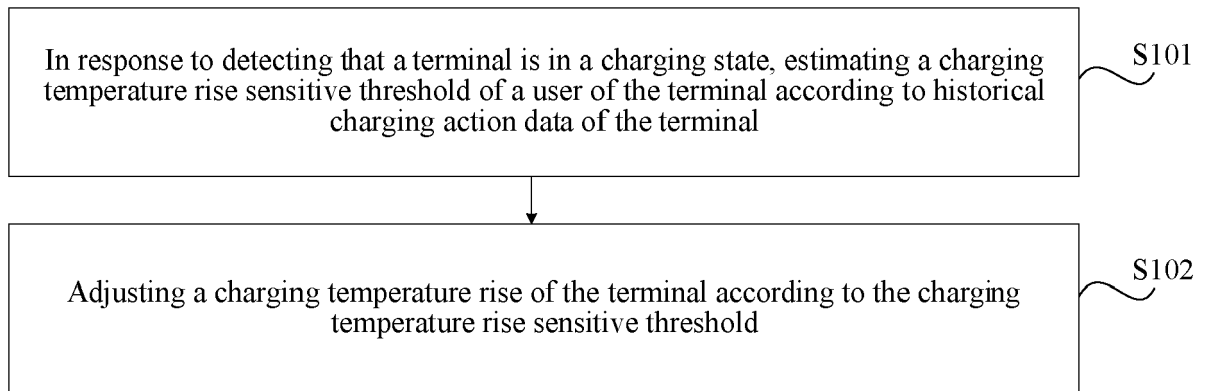 In response to detecting that a terminal is in a charging state, estimating a charging
temperature rise sensitive threshold of a user of the terminal according to historical
charging action data of the terminal
S101
Adjusting a charging temperature rise of the terminal according to the charging
temperature rise sensitive threshold
S102